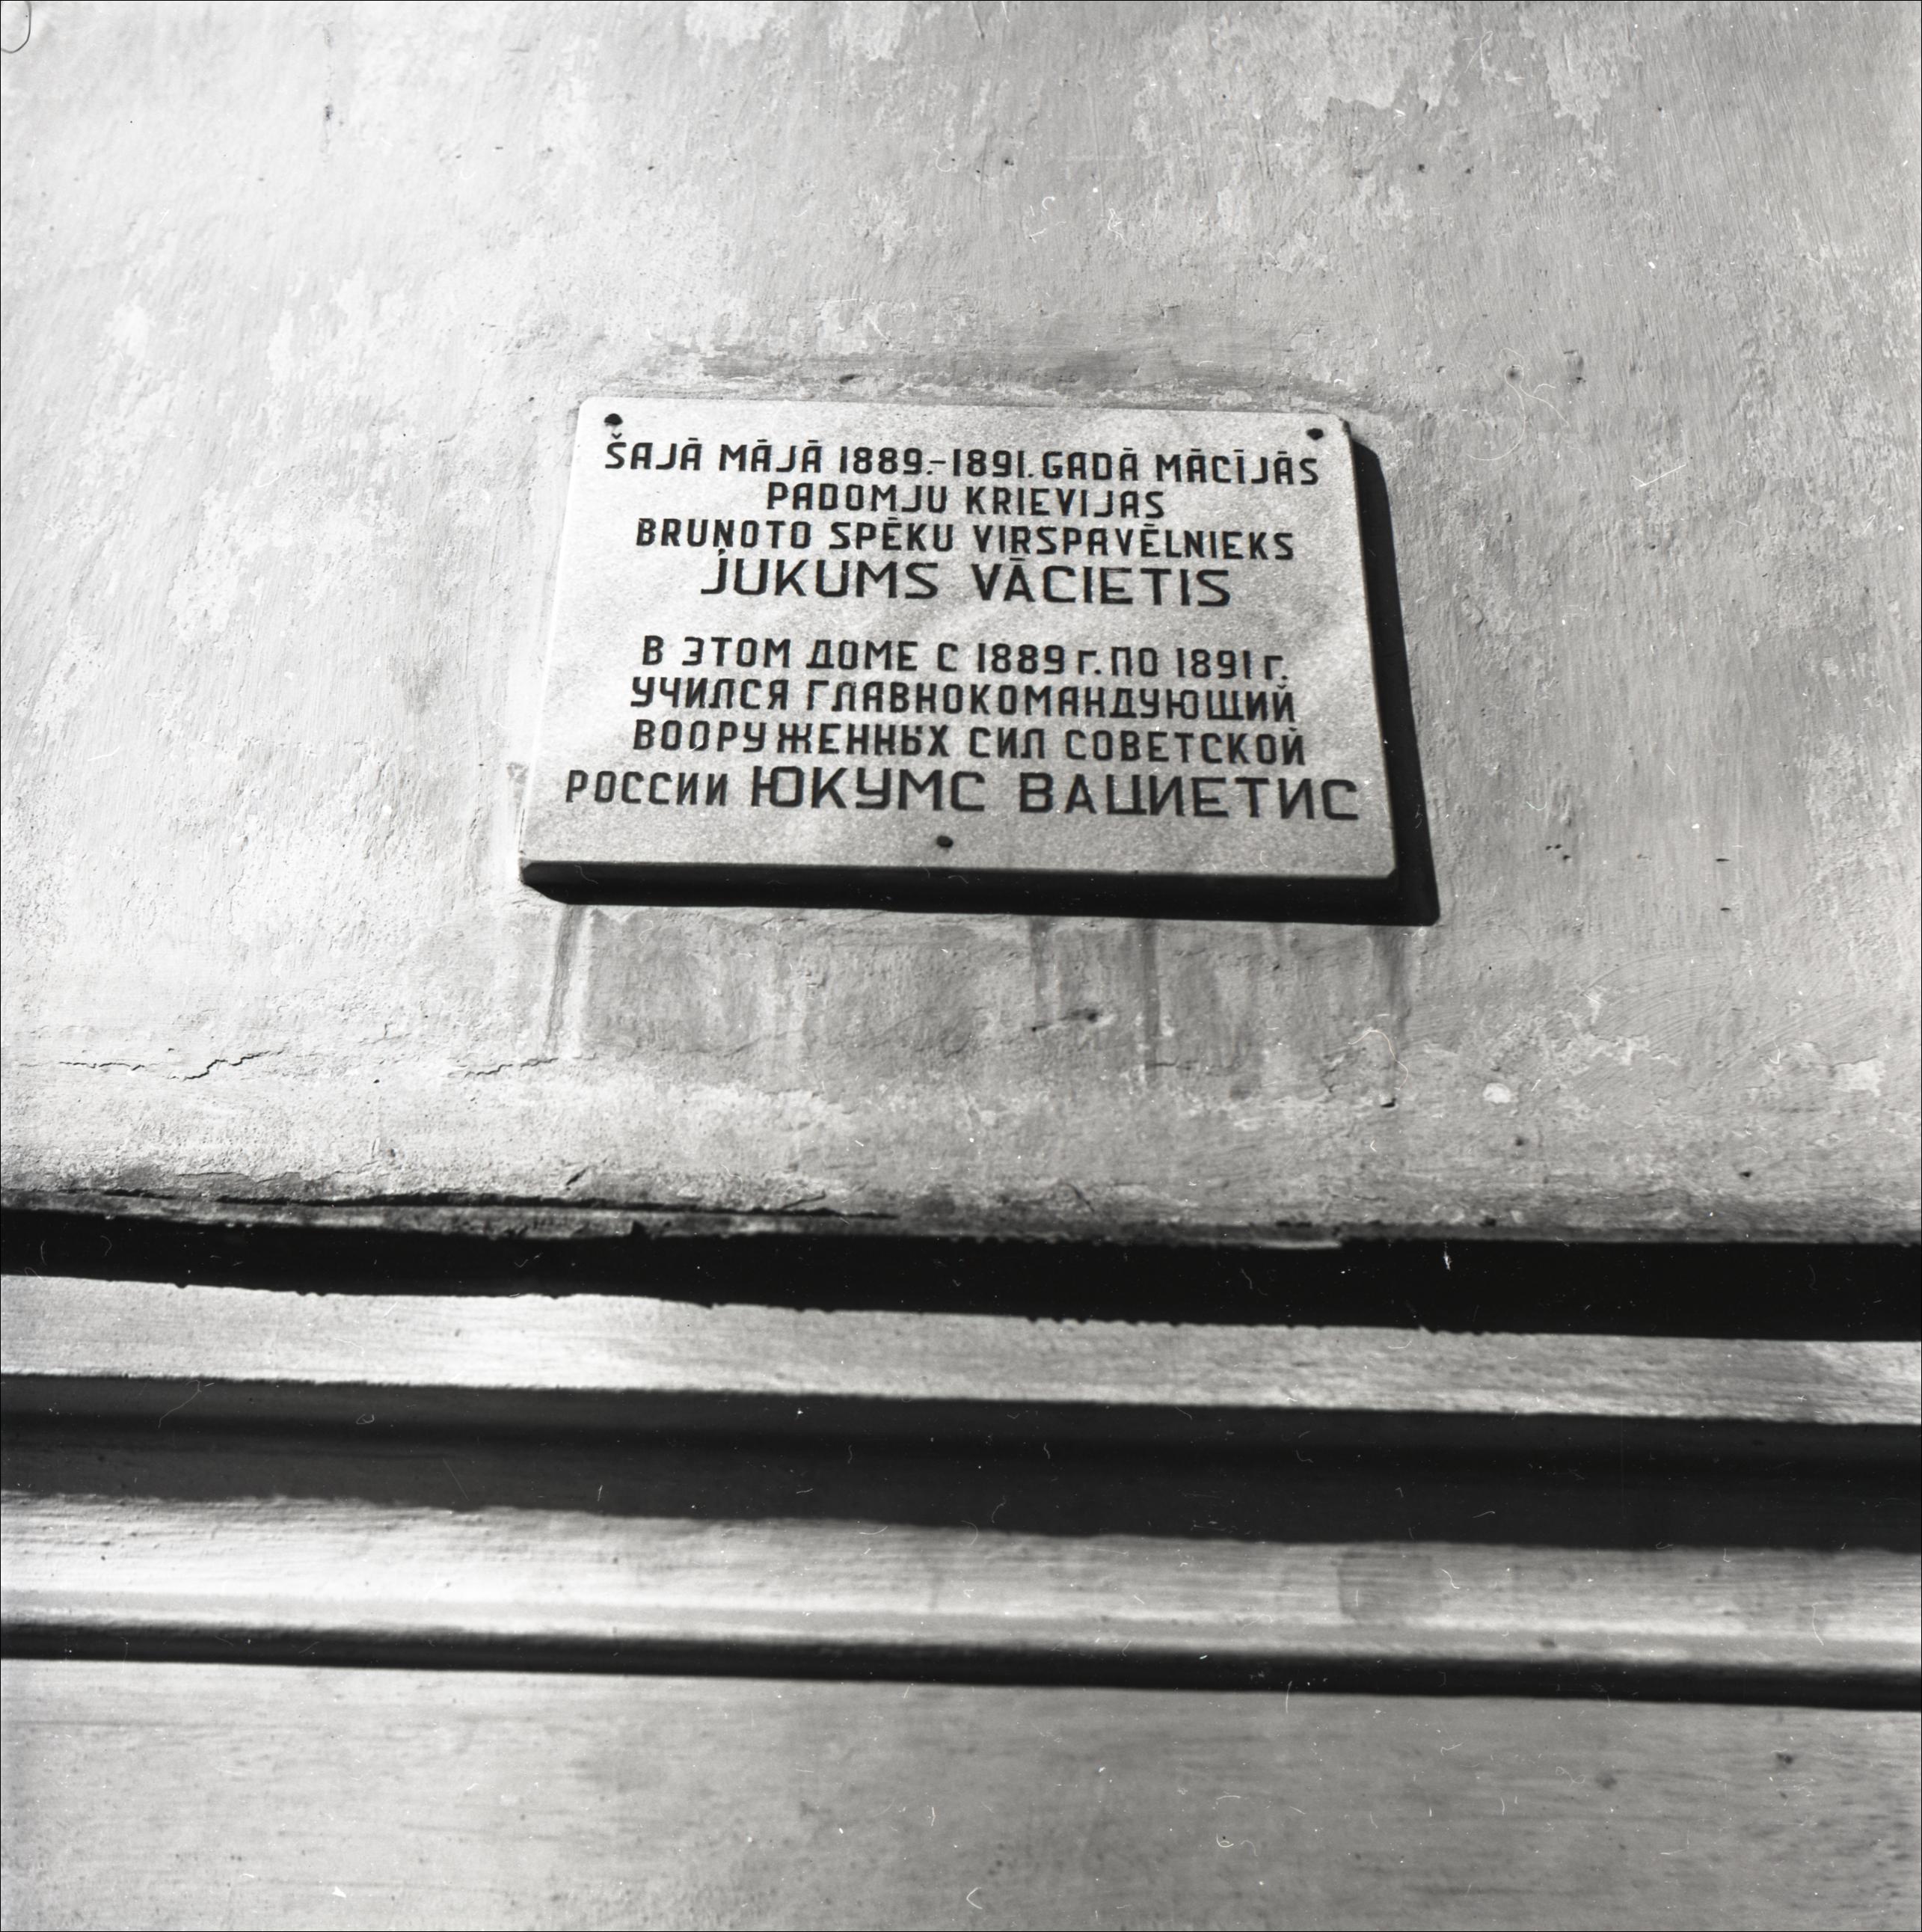 ŠAJĀ MĀJĀ 1889.-1891. GADĀ MĀCĪJĀS
PADOMJU KRIEVIJAS
BRUŅOTO SPĒKU VIRSPAVĒLNIEKS
JUKUMS VĀCIETIS
В ЭТОМ ДОМЕ С 1889 г. ПО 1891 г.
УЧИЛСЯ ГЛАВНОКОМАНДУЮЩИЙ
ВООРУЖЕННЫХ СИЛ СОВЕТСКОЙ
РОССИИ ЮКУМС ВАЦИЕТИС